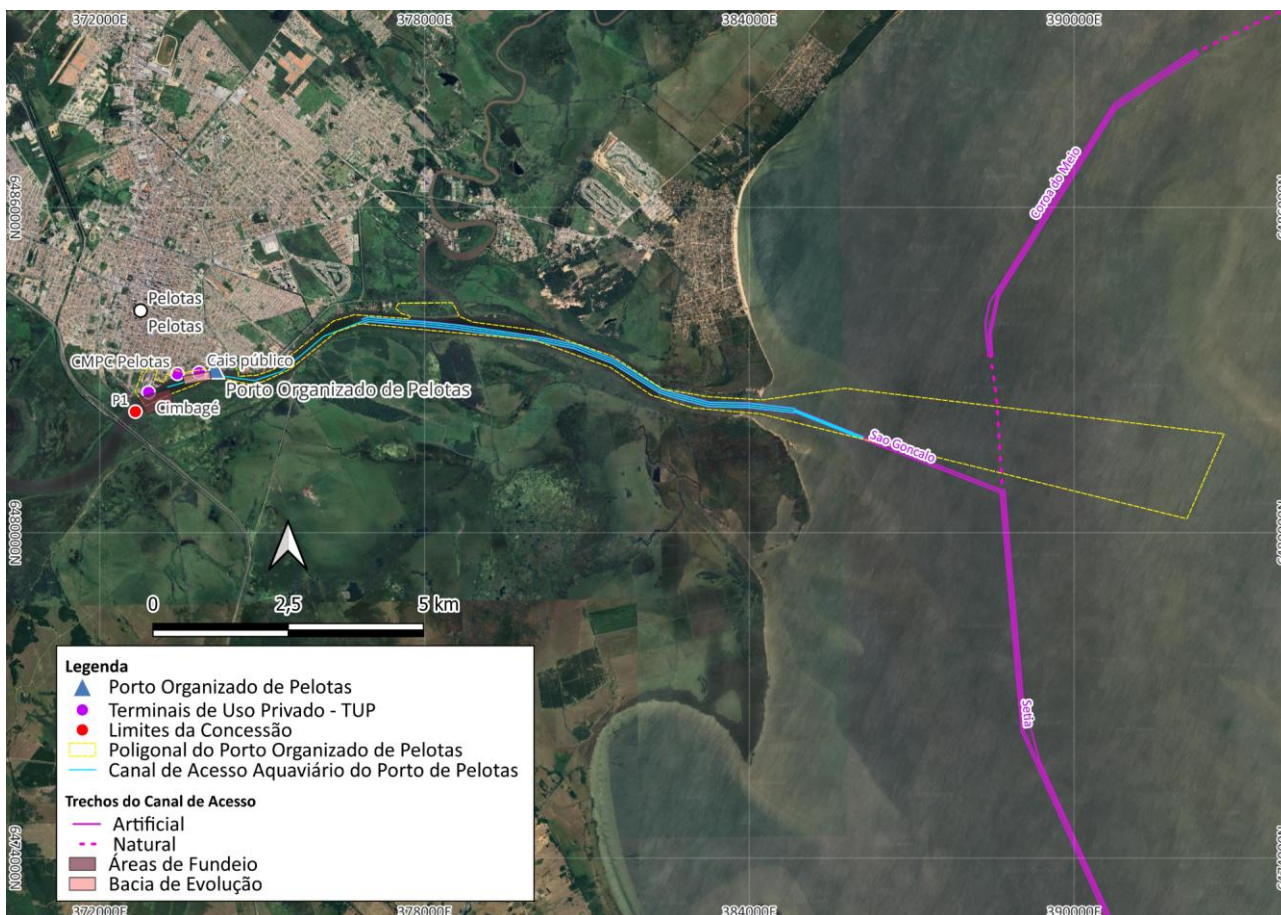 372000E
378000E
384000E
390000E
6486000N
Coroa do Meio
Pelotas
Pelotas
CMPC Pelotas
Cais público
Porto Organizado de Pelotas
P1
Cimbagé
Sao Goncalo
6480000N
0
2,5
5 km
Setia
Legenda
Porto Organizado de Pelotas
Terminais de Uso Privado - TUP
Limites da Concessão
Poligonal do Porto Organizado de Pelotas
Canal de Acesso Aquaviário do Porto de Pelotas
Trechos do Canal de Acesso
Artificial
Natural
Áreas de Fundeio
Bacia de Evolução
6474000N
372000E
378000E
384000E
390000E